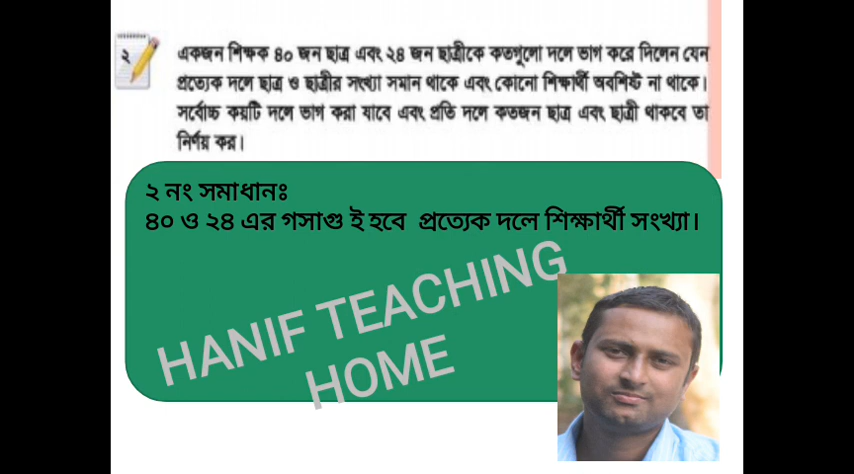 ২
একজন শিক্ষক ৪০ জন ছাত্র এবং ২৪ জন ছাত্রীকে কতগুলো দলে ভাগ করে দিলেন যেন
প্রত্যেক দলে ছাত্র ও ছাত্রীর সংখ্যা সমান থাকে এবং কোনো শিক্ষার্থী অবশিষ্ট না থাকে।
সর্বোচ্চ কয়টি দলে ভাগ করা যাবে এবং প্রতি দলে কতজন ছাত্র এবং ছাত্রী থাকবে তা
নির্ণয় কর।
২ নং সমাধানঃ
৪০ ও ২৪ এর গসাগু ই হবে প্রত্যেক দলে শিক্ষার্থী সংখ্যা।
HANIF TEACHING
HOME